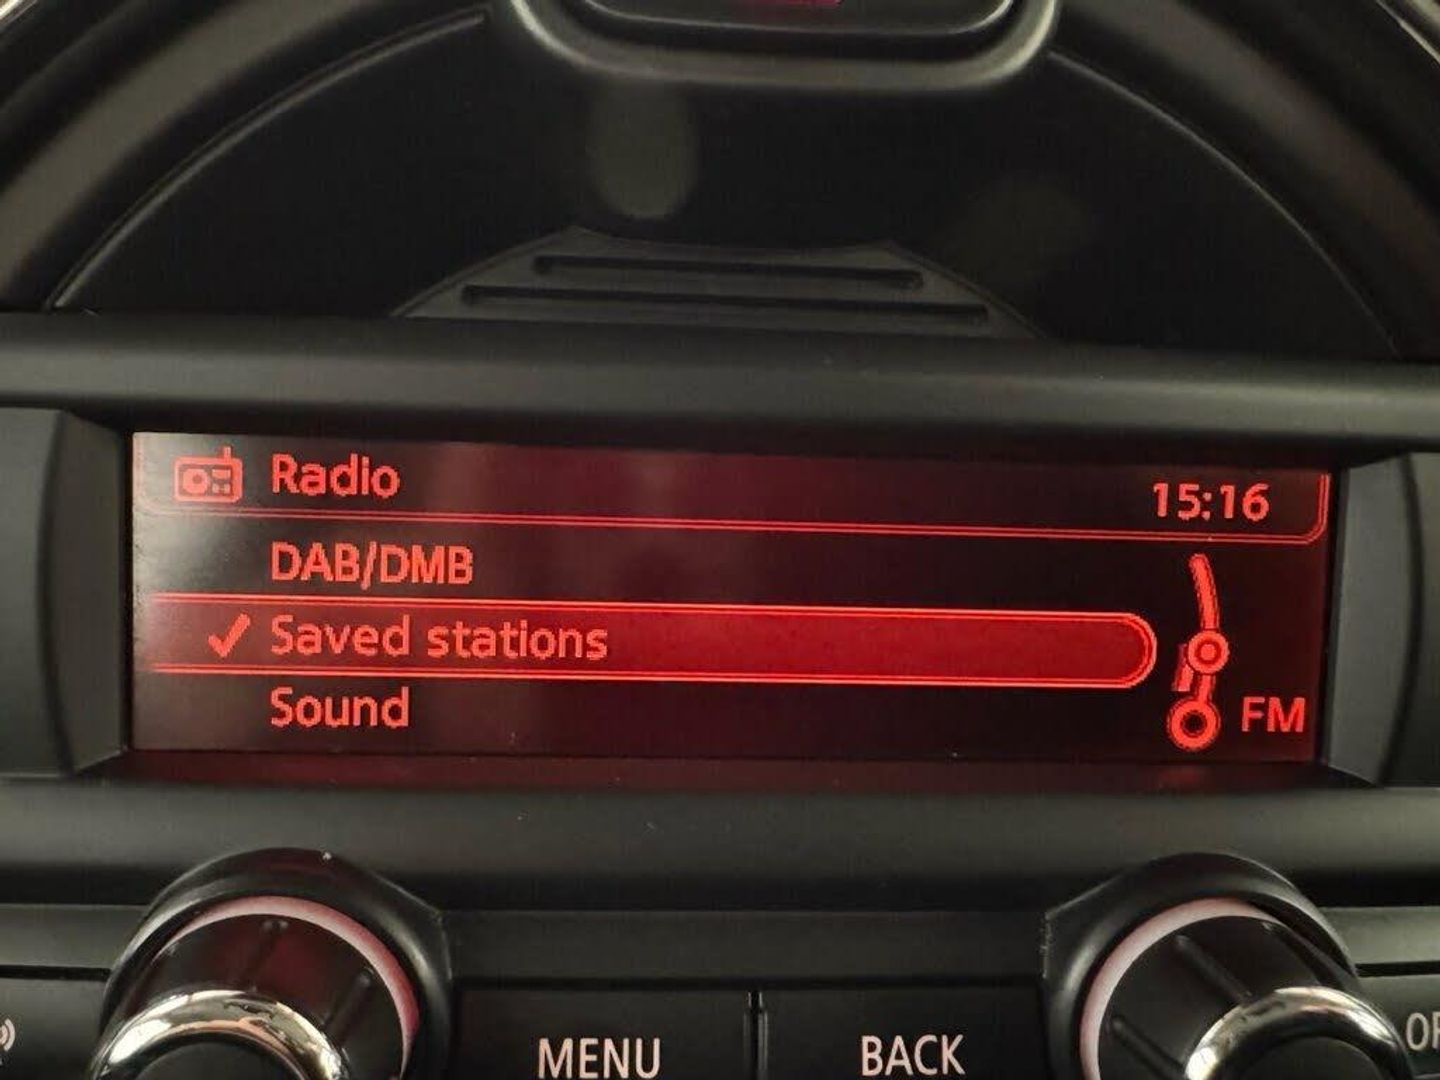 Radio
15:16
DAB/DMB
Saved stations
Sound
FM
MENU
BACK